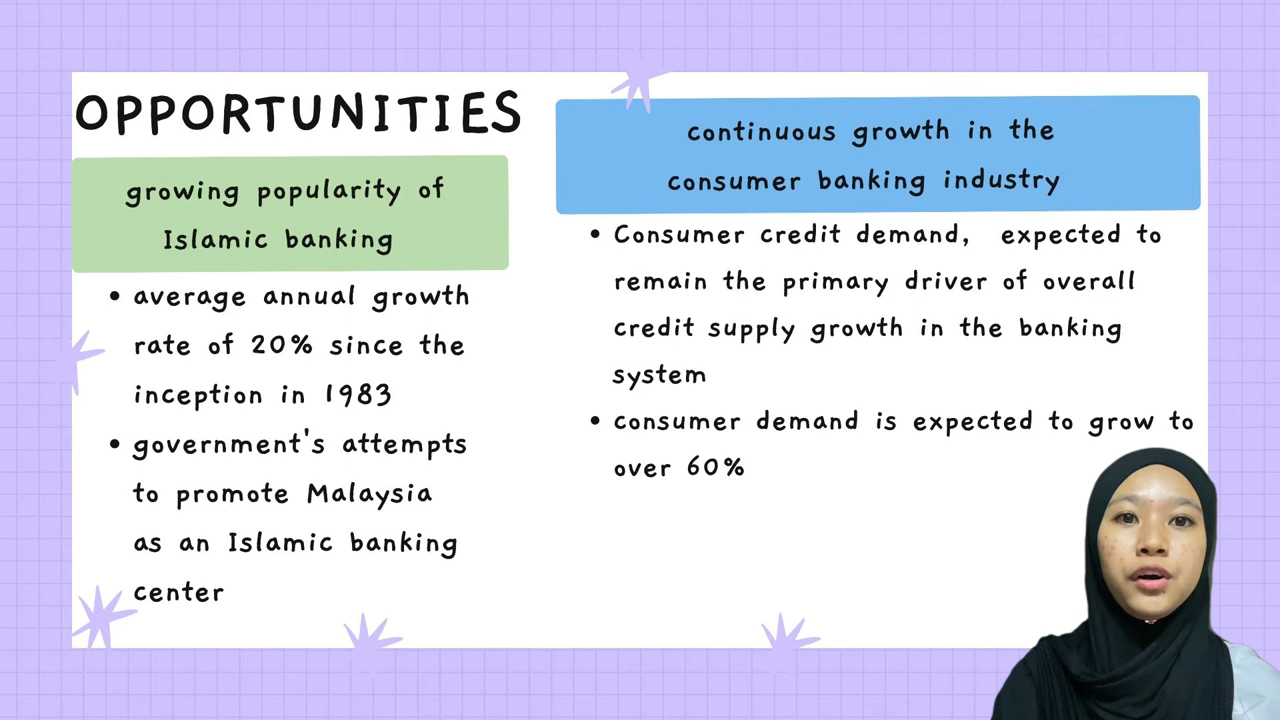 OPPORTUNITIES
growing popularity of
Islamic banking
• average annual growth
rate of 20% since the
inception in 1983
• government's attempts
to promote Malaysia
as an Islamic banking
center
continuous growth in the
consumer banking industry
• Consumer credit demand, expected to
remain the primary driver of overall
credit supply growth in the banking
system
• consumer demand is expected to grow to
over 60%